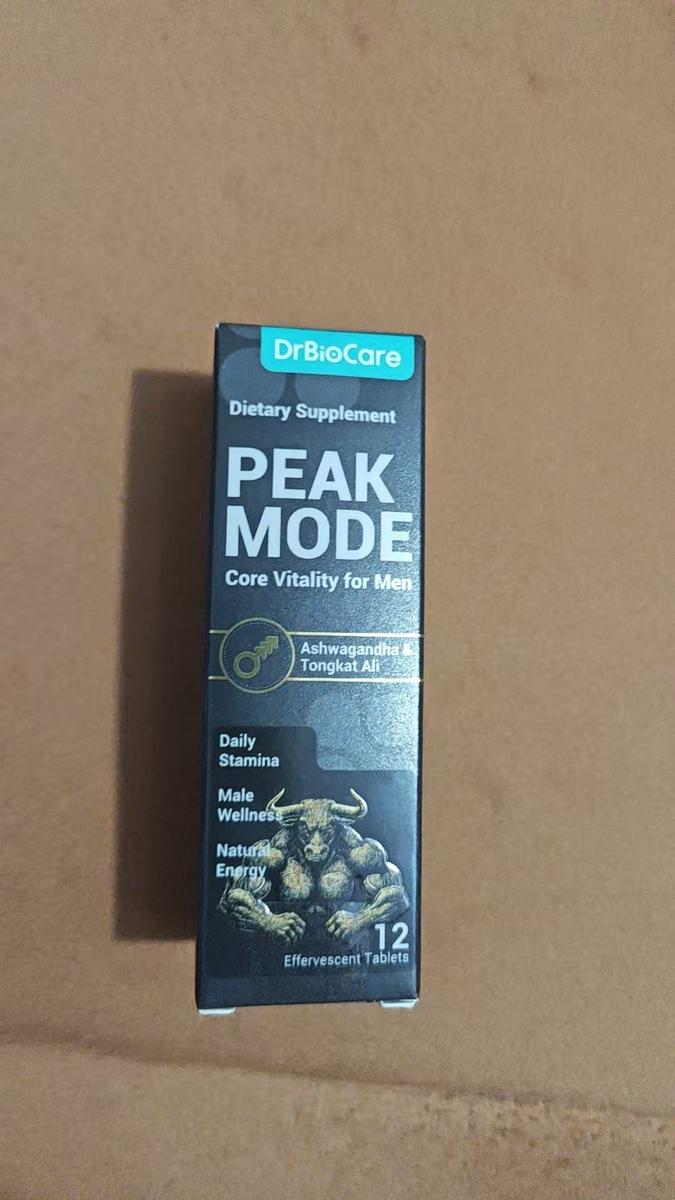 DrBioCare
Dietary Supplement
PEAK
MODE
Core Vitality for Men
Ashwagandha &
Tongkat Ali
Daily
Stamina
Male
Wellness
Natural
Energy
12
Effervescent Tablets